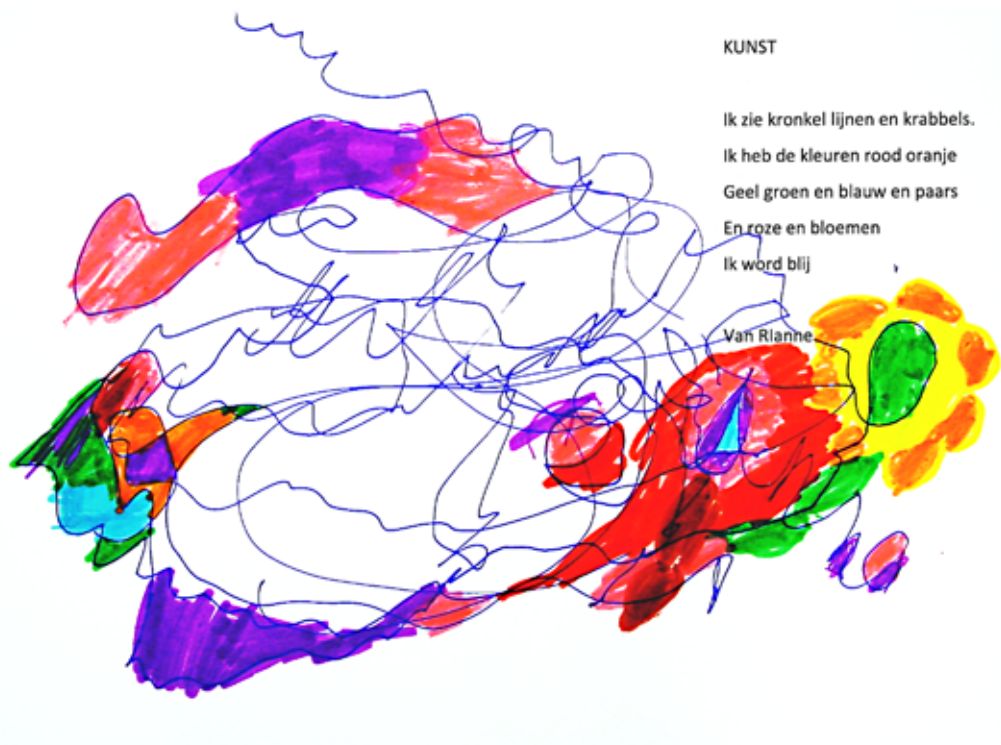 KUNST
Ik zie kronkel lijnen en krabbels.
Ik heb de kleuren rood oranje
Geel groen en blauw en paars
En roze en bloemen
Ik word blij
Van RIanne